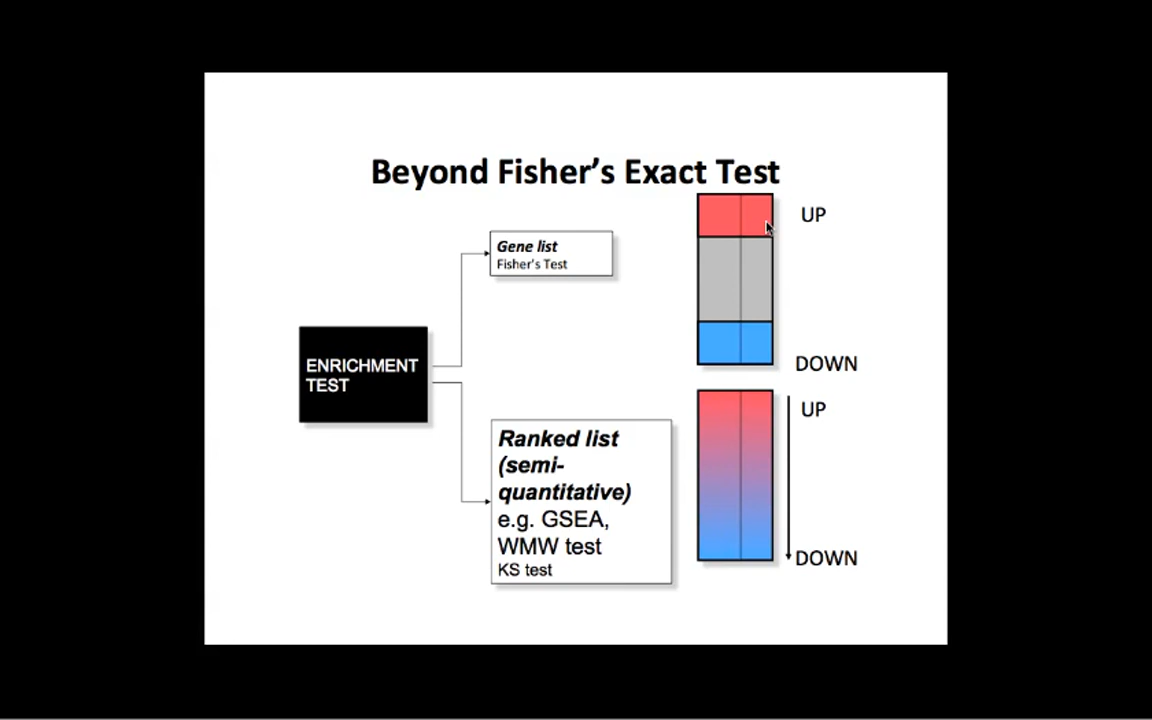 Beyond Fisher's Exact Test
UP
Gene list
Fisher's Test
ENRICHMENT
TEST
DOWN
UP
Ranked list
(semi-
quantitative)
e.g. GSEA,
WMW test
KS test
DOWN